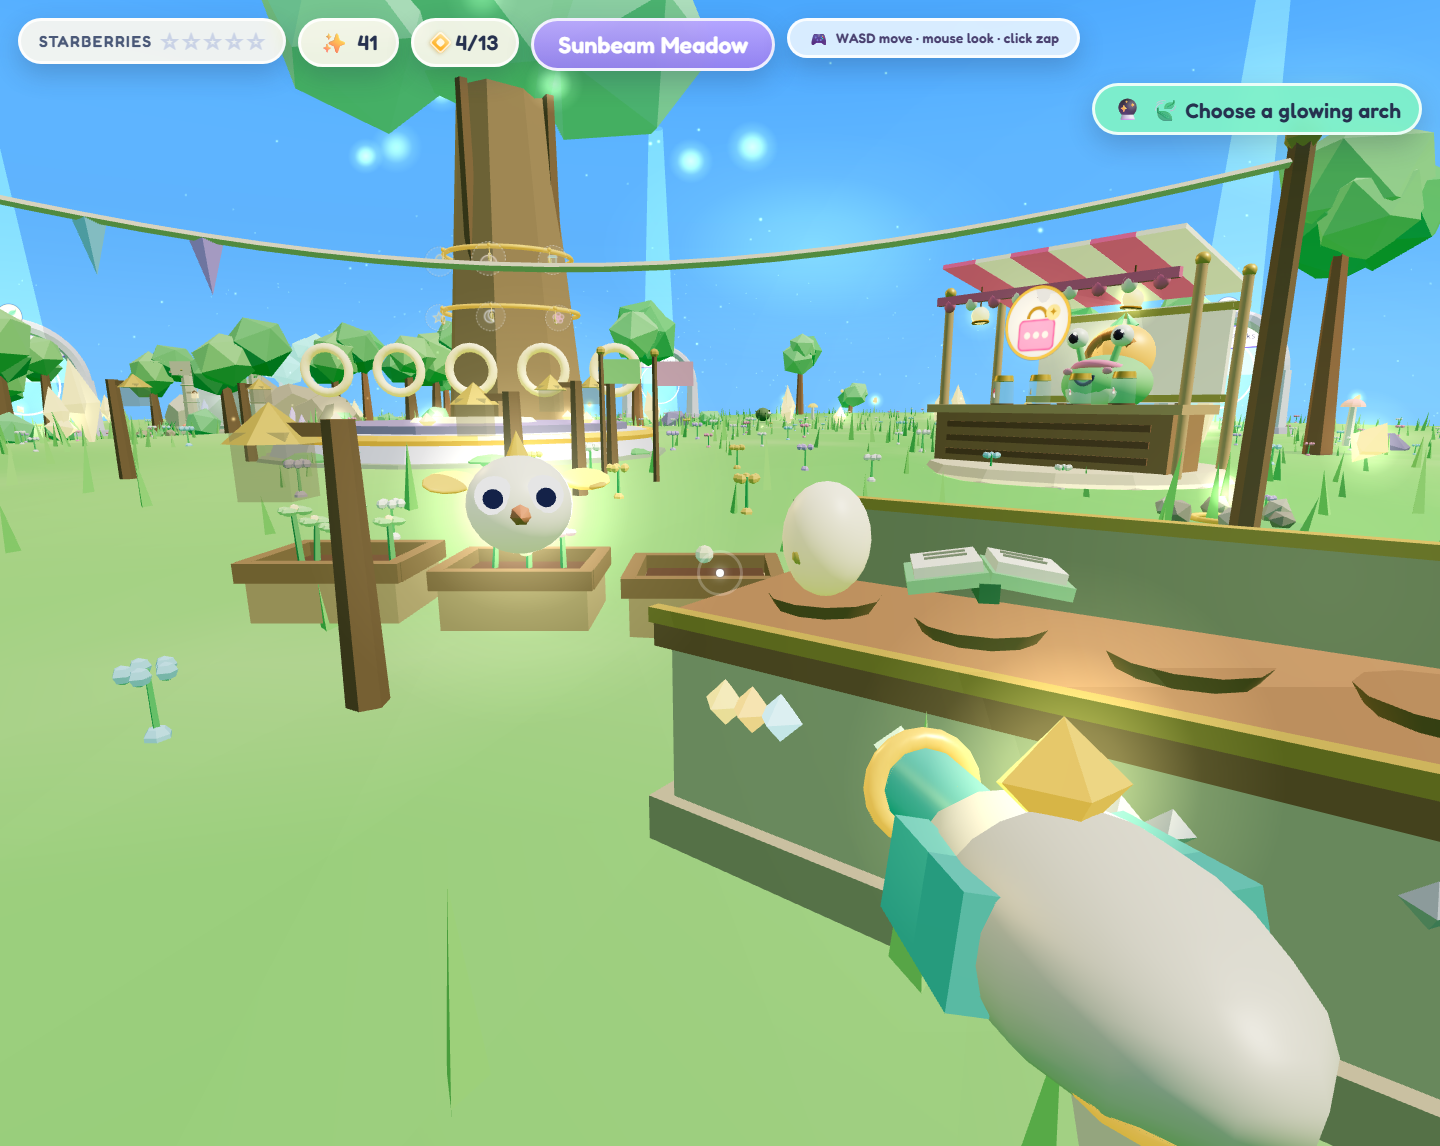 STARBERRIES
41
4/13
Sunbeam Meadow
WASD move · mouse look · click zap
Choose a glowing arch